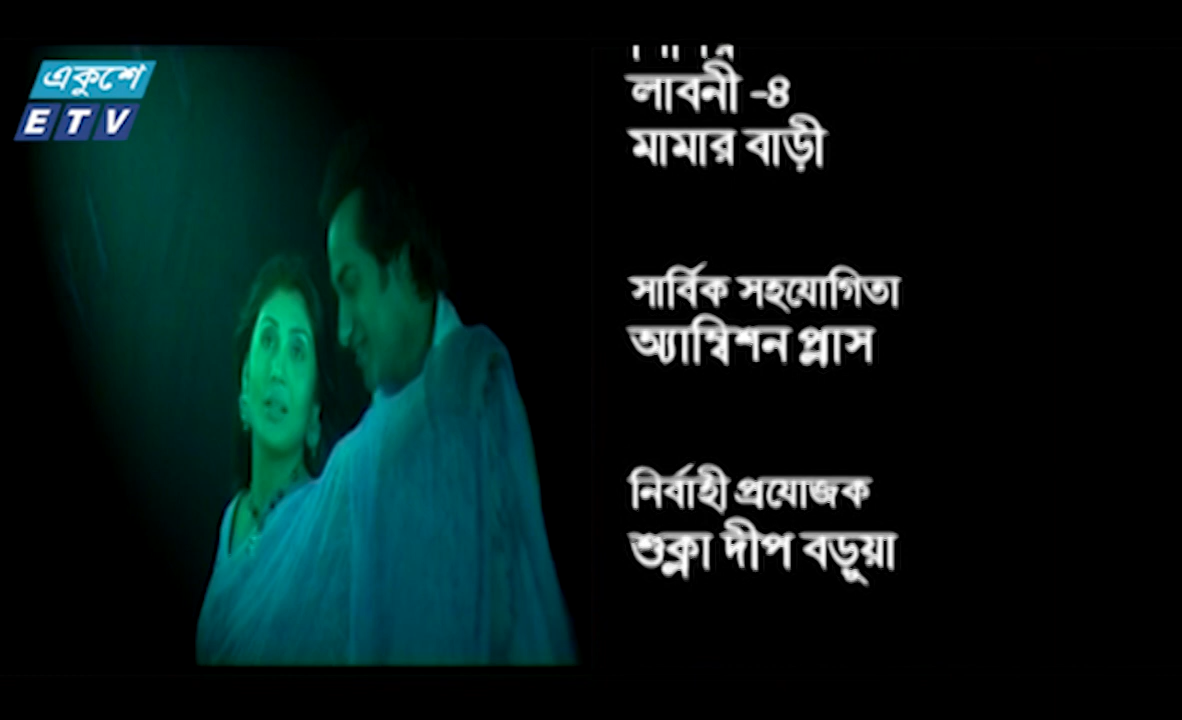 একুশে
ETV
লাবনী -৪
মামার বাড়ী
সার্বিক সহযোগিতা
অ্যাম্বিশন প্লাস
নির্বাহী প্রযোজক
শুক্লা দীপ বড়ূয়া